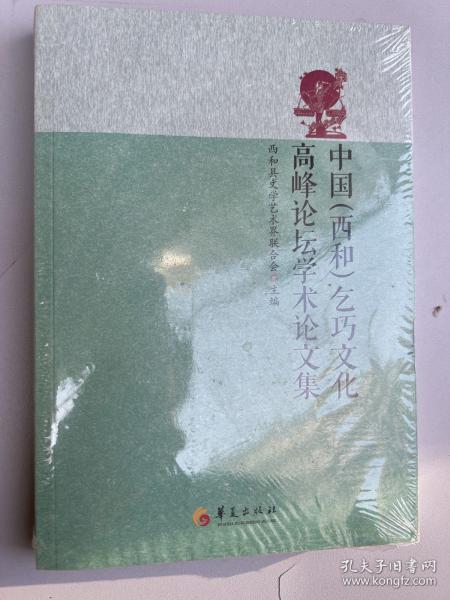 中国（西和）乞巧文化
高峰论坛学术论文集
西和县文学艺术界联合会·主编
华夏出版社
孔夫子旧书网
www.kongfz.com